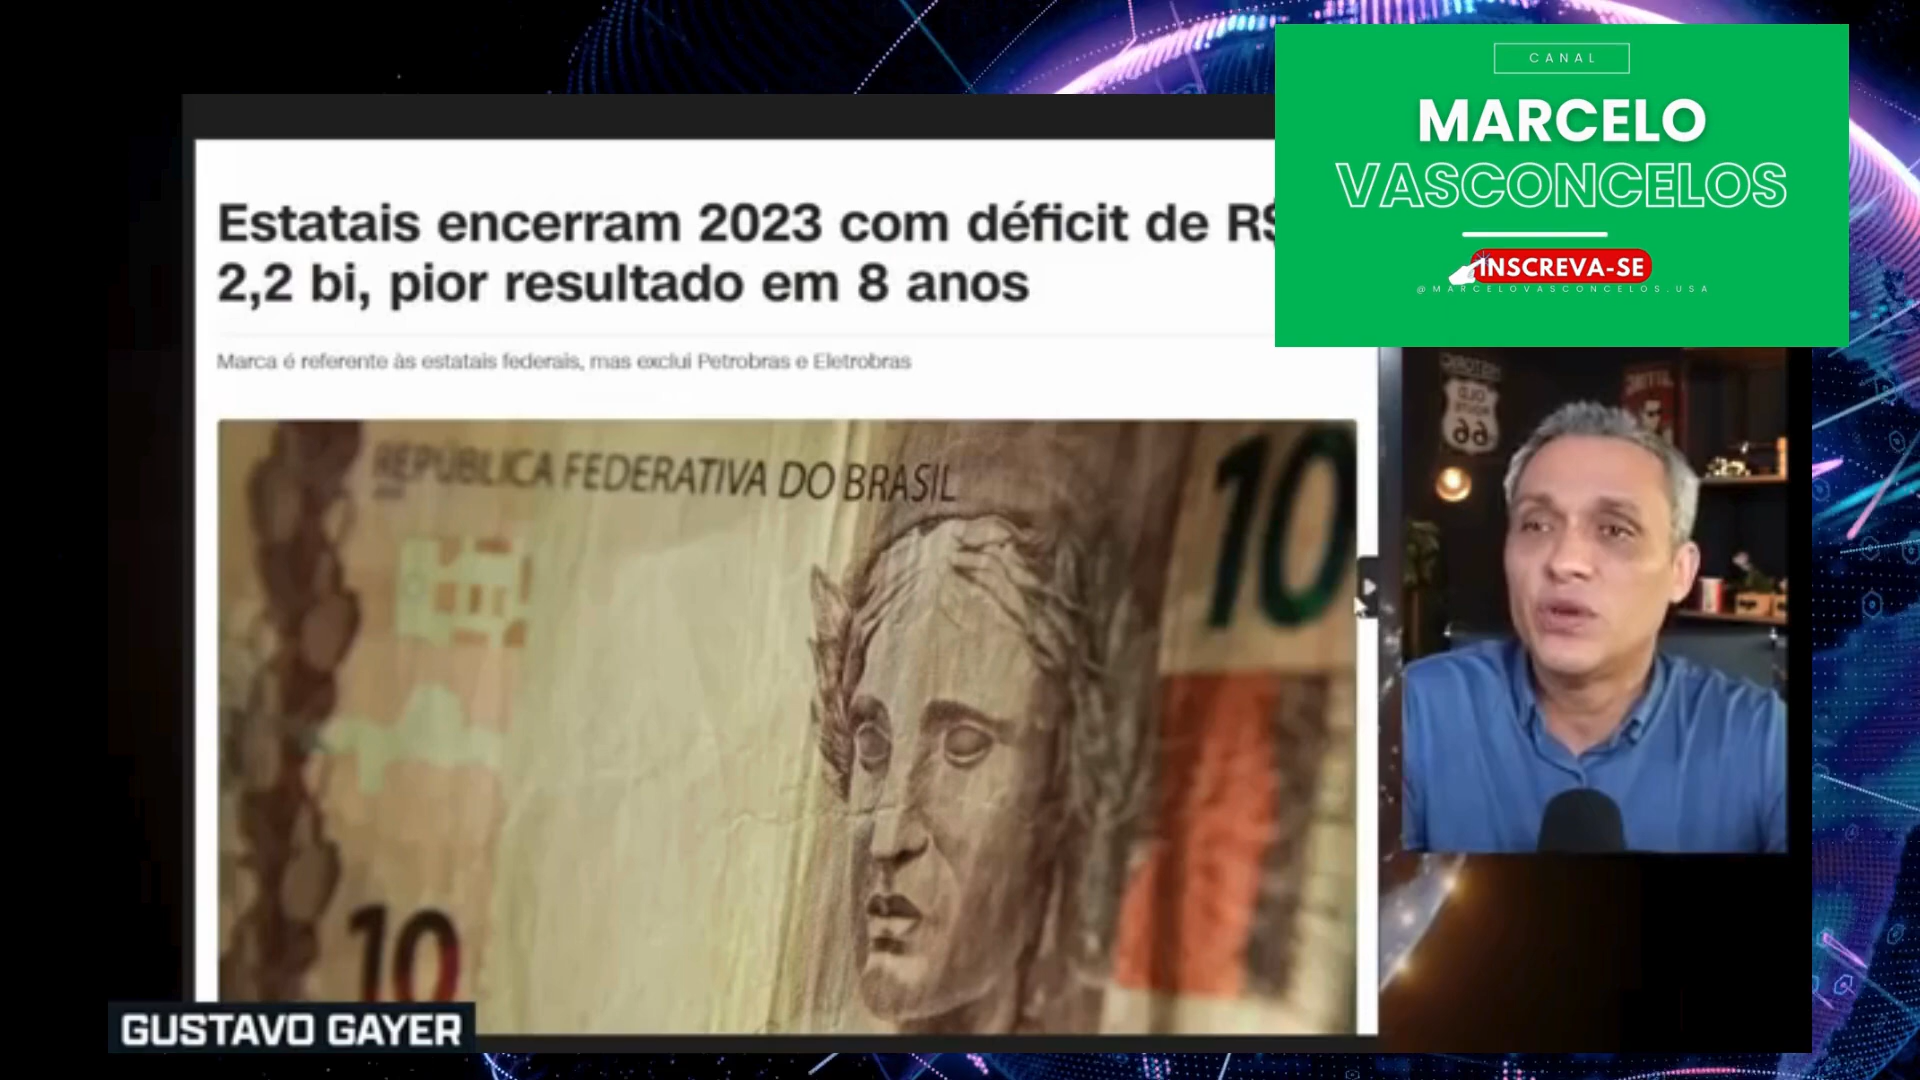 CANAL
MARCELO
VASCONCELOS
INSCREVA-SE
@MARCELOVASCONCELOS.USA
Estatais encerram 2023 com déficit de R$
2,2 bi, pior resultado em 8 anos
Marca é referente às estatais federais, mas exclui Petrobras e Eletrobras
REPÚBLICA FEDERATIVA DO BRASIL
10
10
66
GUSTAVO GAYER